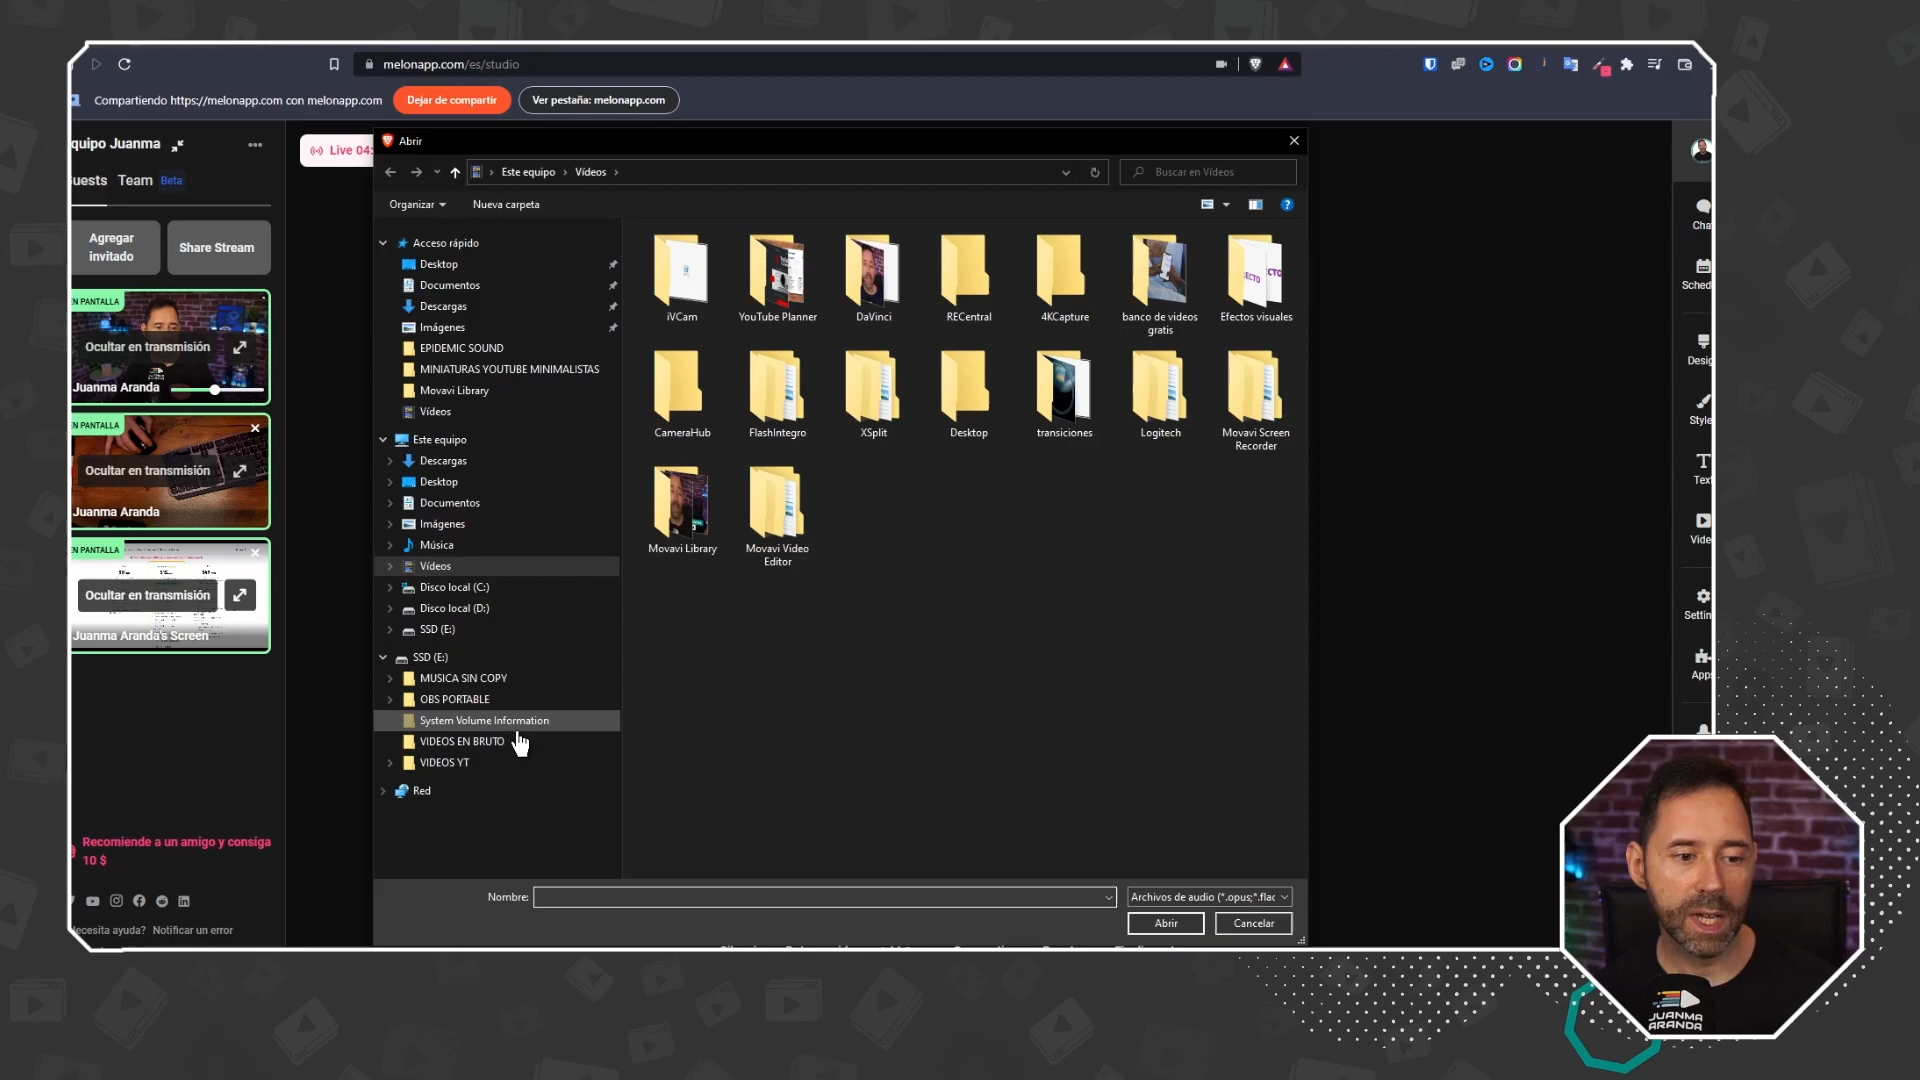 melonapp.com/es/studio
Compartiendo https://melonapp.com con melonapp.com
Dejar de compartir
Ver pestaña: melonapp.com
quipo Juanma
uests
Team
Beta
Agregar
invitado
Share Stream
EN PANTALLA
Ocultar en transmisión
Juanma Aranda
EN PANTALLA
Ocultar en transmisión
Juanma Aranda
EN PANTALLA
Ocultar en transmisión
Juanma Aranda's Screen
Recomiende a un amigo y consiga
10 $
ecesita ayuda?
Notificar un error
Live 04:
Abrir
Este equipo
Vídeos
Buscar en Vídeos
Organizar
Nueva carpeta
Acceso rápido
Desktop
Documentos
Descargas
Imágenes
EPIDEMIC SOUND
MINIATURAS YOUTUBE MINIMALISTAS
Movavi Library
Vídeos
Este equipo
Descargas
Desktop
Documentos
Imágenes
Música
Vídeos
Disco local (C:)
Disco local (D:)
SSD (E:)
SSD (E:)
MUSICA SIN COPY
OBS PORTABLE
System Volume Information
VIDEOS EN BRUTO
VIDEOS YT
Red
iVCam
YouTube Planner
DaVinci
RECentral
4KCapture
banco de videos
gratis
Efectos visuales
CameraHub
FlashIntegro
XSplit
Desktop
transiciones
Logitech
Movavi Screen
Recorder
Movavi Library
Movavi Video
Editor
Nombre:
Archivos de audio (*.opus;*.flac
Abrir
Cancelar
Cha
Sched
Desig
Style
Tex
Vide
Settin
Apps
JUANMA
ARANDA